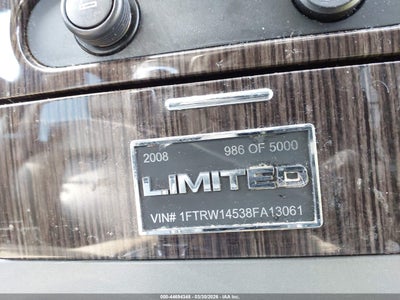 2008 986 OF 5000
LIMITED
VIN# 1FTRW14538FA13061
000-44694349 - 03/30/2026 - IAA Inc.